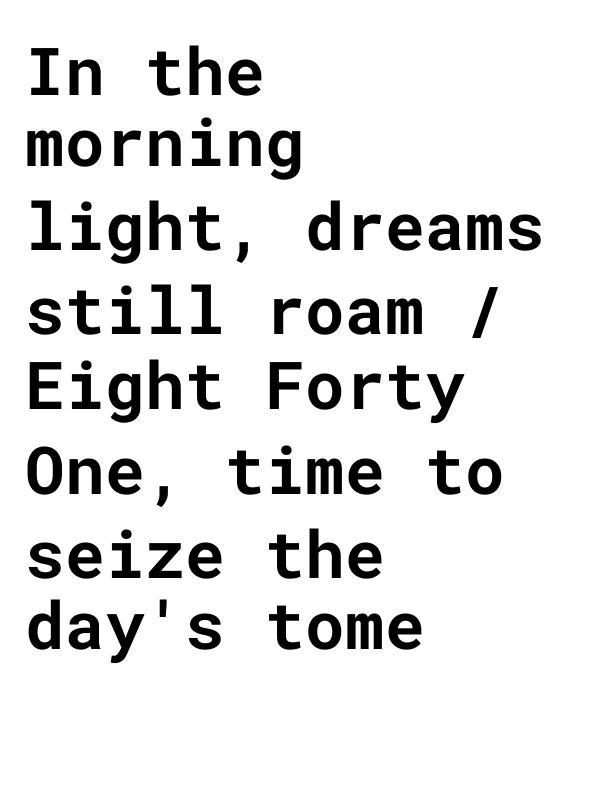 In the
morning
light, dreams
still roam /
Eight Forty
One, time to
seize the
day's tome